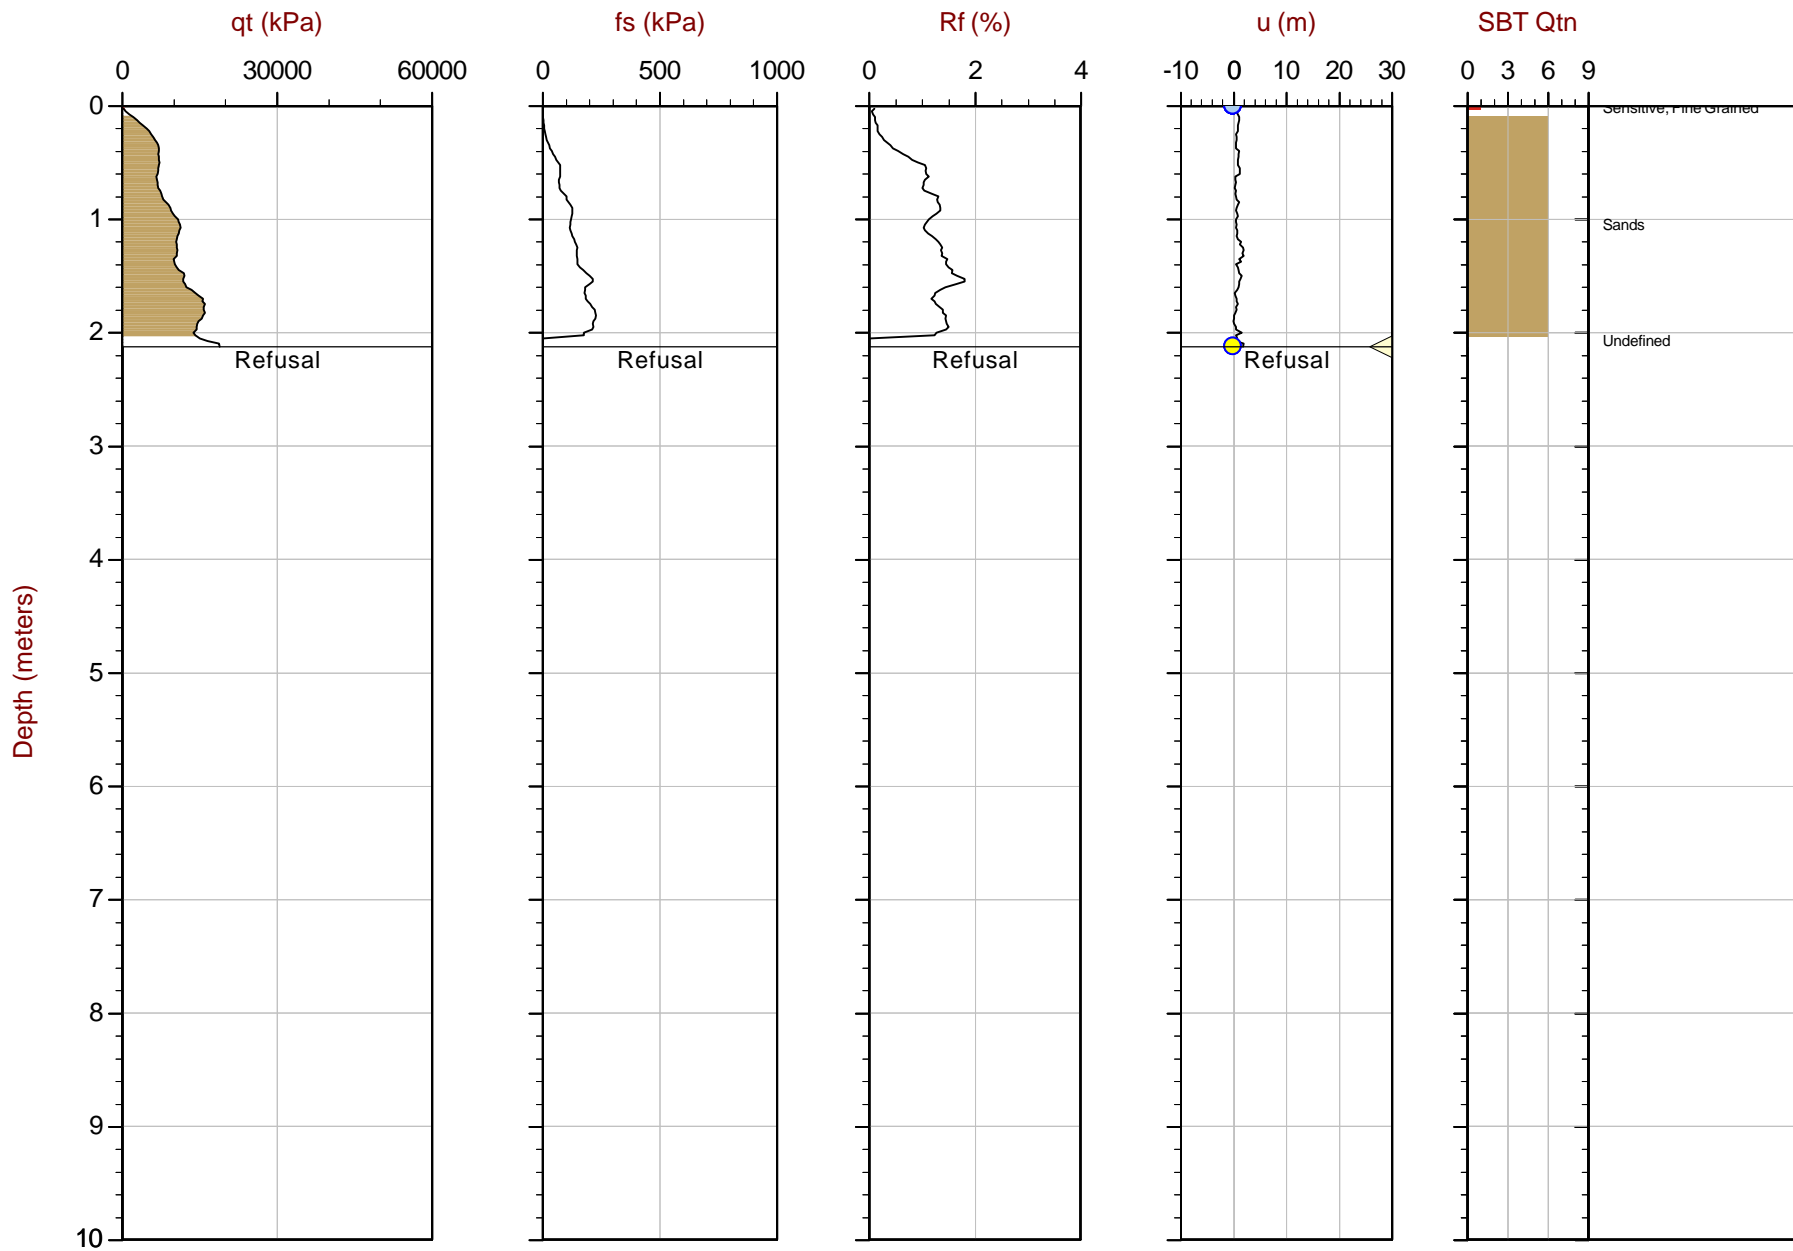 qt (kPa) fs (kPa) Rf (%) u (m) SBT Qtn
0 30000 60000 0 500 1000 0 2 4 -10 0 10 20 30 0 3 6 9
0 Sensitive, Fine Grained
1 Sands
2 Undefined
Refusal Refusal Refusal Refusal
3
4
5
Depth (meters)
6
7
8
9
10